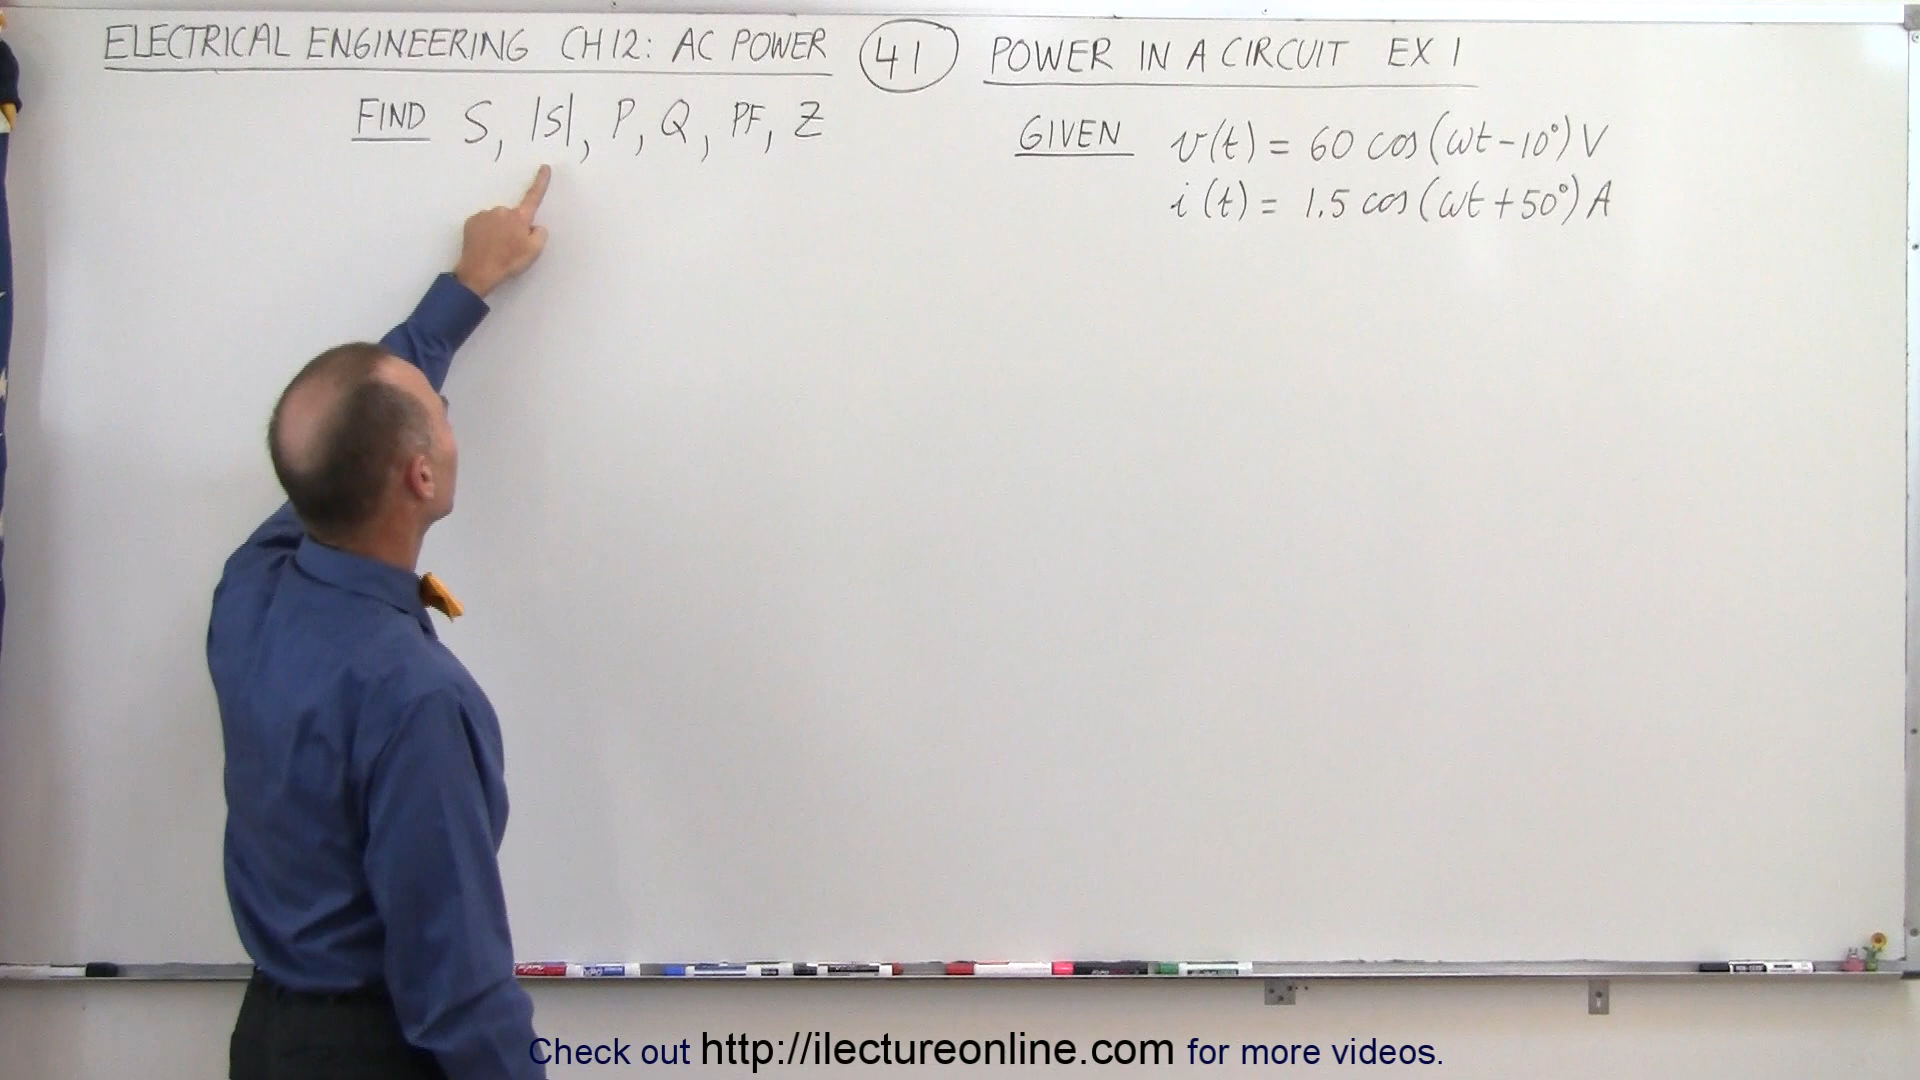 ELECTRICAL ENGINEERING CH12: AC POWER 41 POWER IN A CIRCUIT EX 1
FIND S, |S|, P, Q, PF, Z
GIVEN v(t) = 60 cos(ωt-10°) V
i(t) = 1.5 cos(ωt+50°) A
Check out http://ilectureonline.com for more videos.